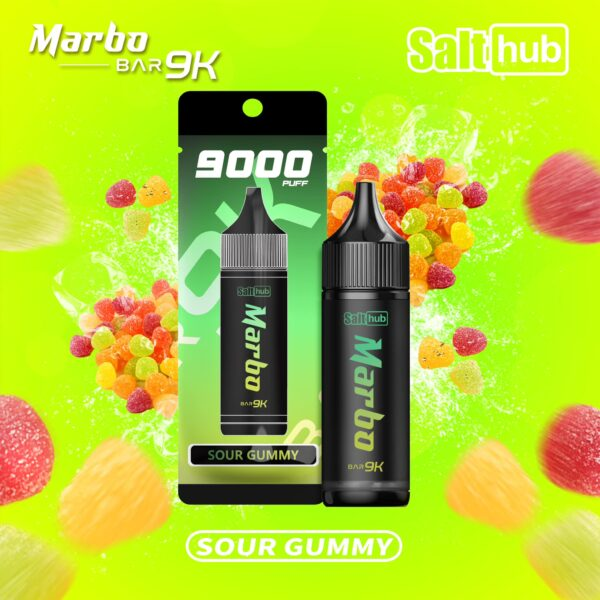 Marbo
BAR 9K
Salt hub
9000
PUFF
Salt hub
Marbo
BAR 9K
SOUR GUMMY
Salt hub
Marbo
BAR 9K
SOUR GUMMY